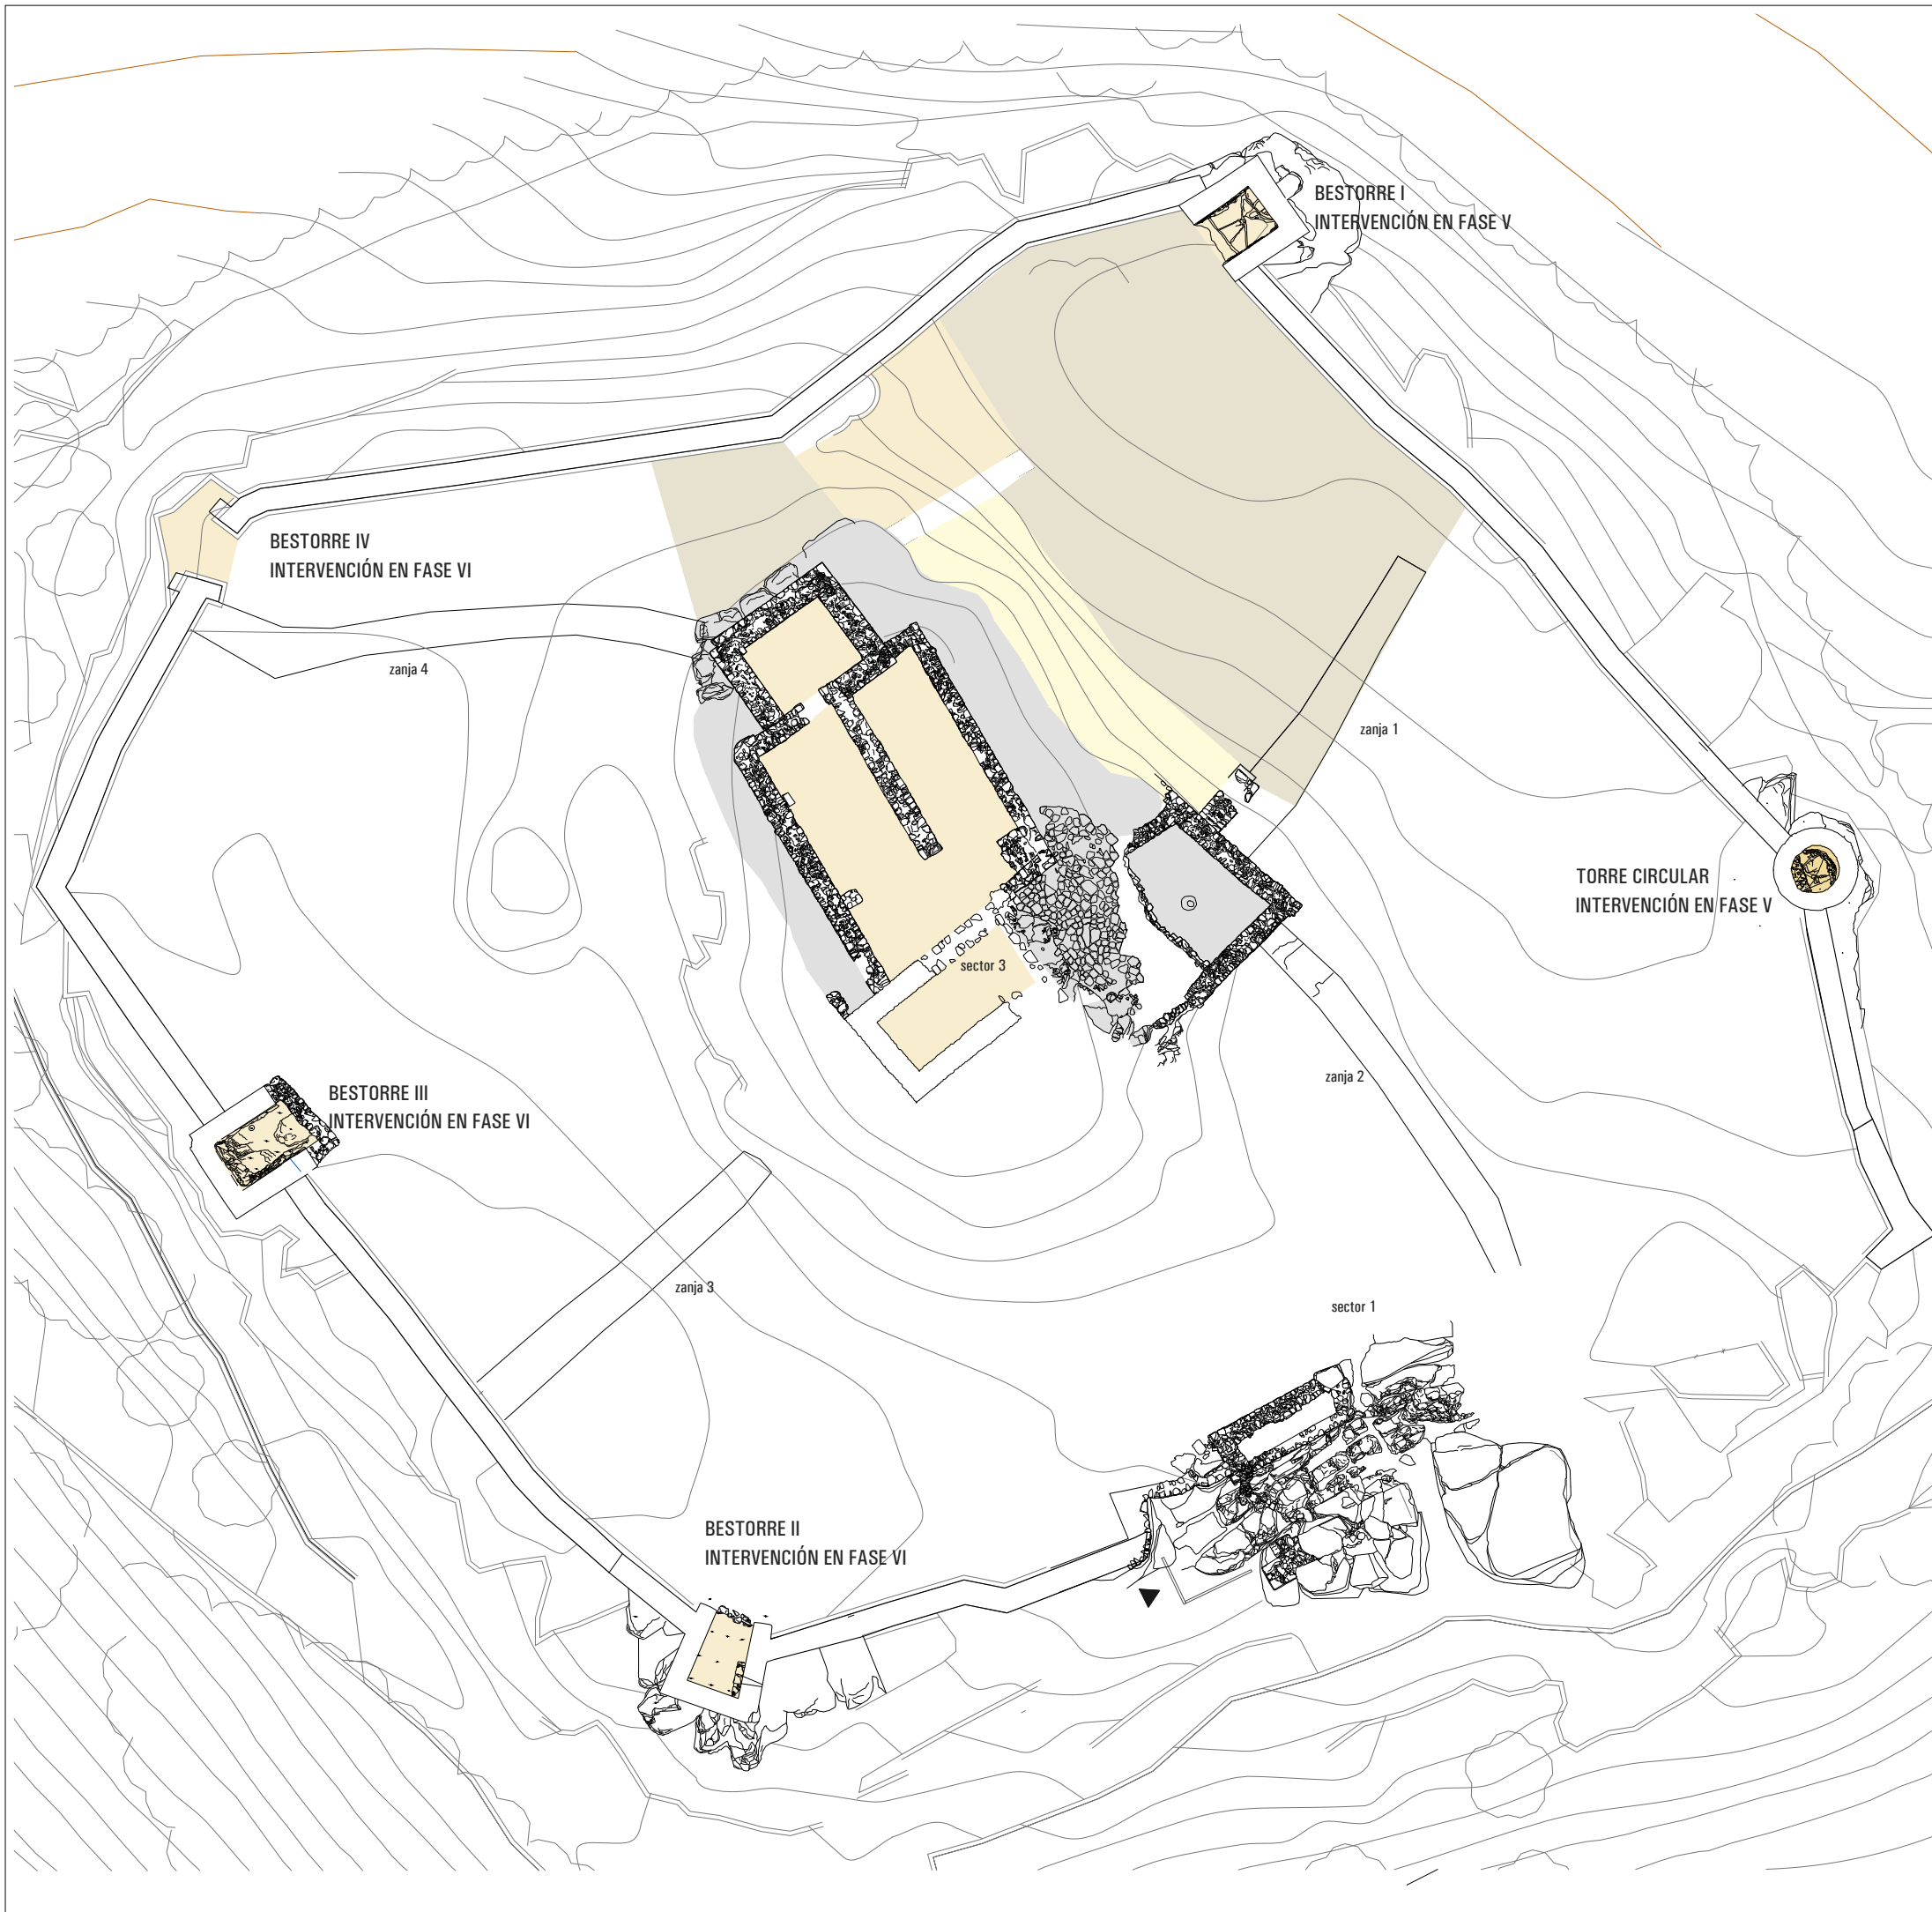 BESTORRE I
INTERVENCIÓN EN FASE V
BESTORRE IV
INTERVENCIÓN EN FASE VI
zanja 4
zanja 1
TORRE CIRCULAR
INTERVENCIÓN EN FASE V
sector 3
zanja 2
BESTORRE III
INTERVENCIÓN EN FASE VI
zanja 3
sector 1
BESTORRE II
INTERVENCIÓN EN FASE VI